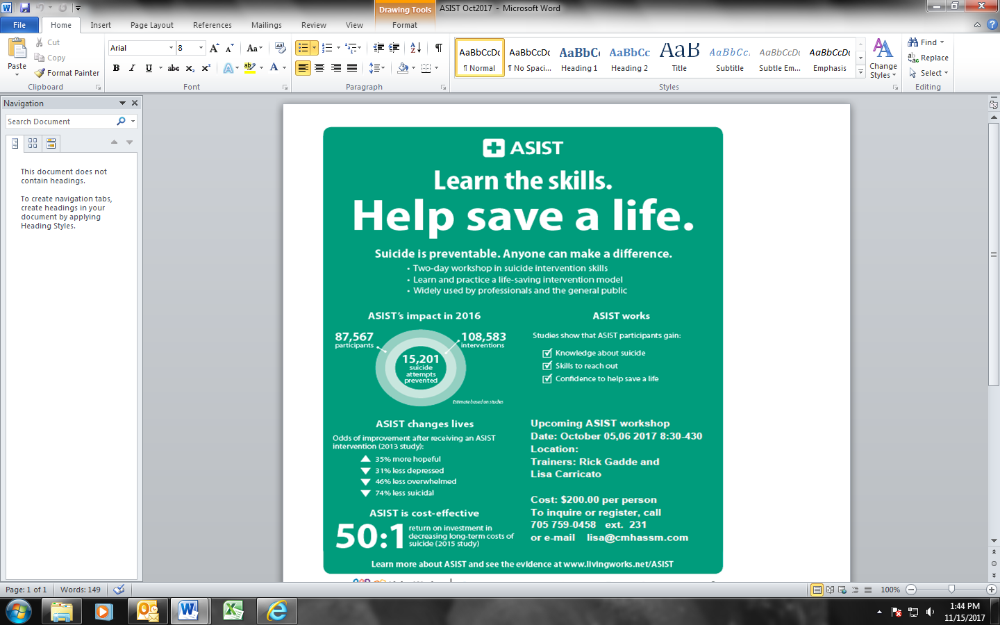 ASIST Oct2017 - Microsoft Word
Drawing Tools
File Home Insert Page Layout References Mailings Review View Format
Paste
Cut
Copy
Format Painter
Clipboard
Arial 8
Font
Paragraph
AaBbCcDc AaBbCcDc AaBbCc AaBbCc AaB AaBbCc. AaBbCcDc AaBbCcDc
¶ Normal ¶ No Spaci... Heading 1 Heading 2 Title Subtitle Subtle Em... Emphasis
Change Styles
Styles
Find
Replace
Select
Editing
Navigation
Search Document
This document does not
contain headings.
To create navigation tabs,
create headings in your
document by applying
Heading Styles.
ASIST
Learn the skills.
Help save a life.
Suicide is preventable. Anyone can make a difference.
• Two-day workshop in suicide intervention skills
• Learn and practice a life-saving intervention model
• Widely used by professionals and the general public
ASIST's impact in 2016
87,567
participants
108,583
interventions
15,201
suicide
attempts
prevented
Estimate based on studies
ASIST works
Studies show that ASIST participants gain:
Knowledge about suicide
Skills to reach out
Confidence to help save a life
ASIST changes lives
Odds of improvement after receiving an ASIST
intervention (2013 study):
35% more hopeful
31% less depressed
46% less overwhelmed
74% less suicidal
ASIST is cost-effective
50:1
return on investment in
decreasing long-term costs of
suicide (2015 study)
Upcoming ASIST workshop
Date: October 05,06 2017 8:30-430
Location:
Trainers: Rick Gadde and
Lisa Carricato
Cost: $200.00 per person
To inquire or register, call
705 759-0458 ext. 231
or e-mail lisa@cmhassm.com
Learn more about ASIST and see the evidence at www.livingworks.net/ASIST
Page: 1 of 1 Words: 149 100%
1:44 PM
11/15/2017